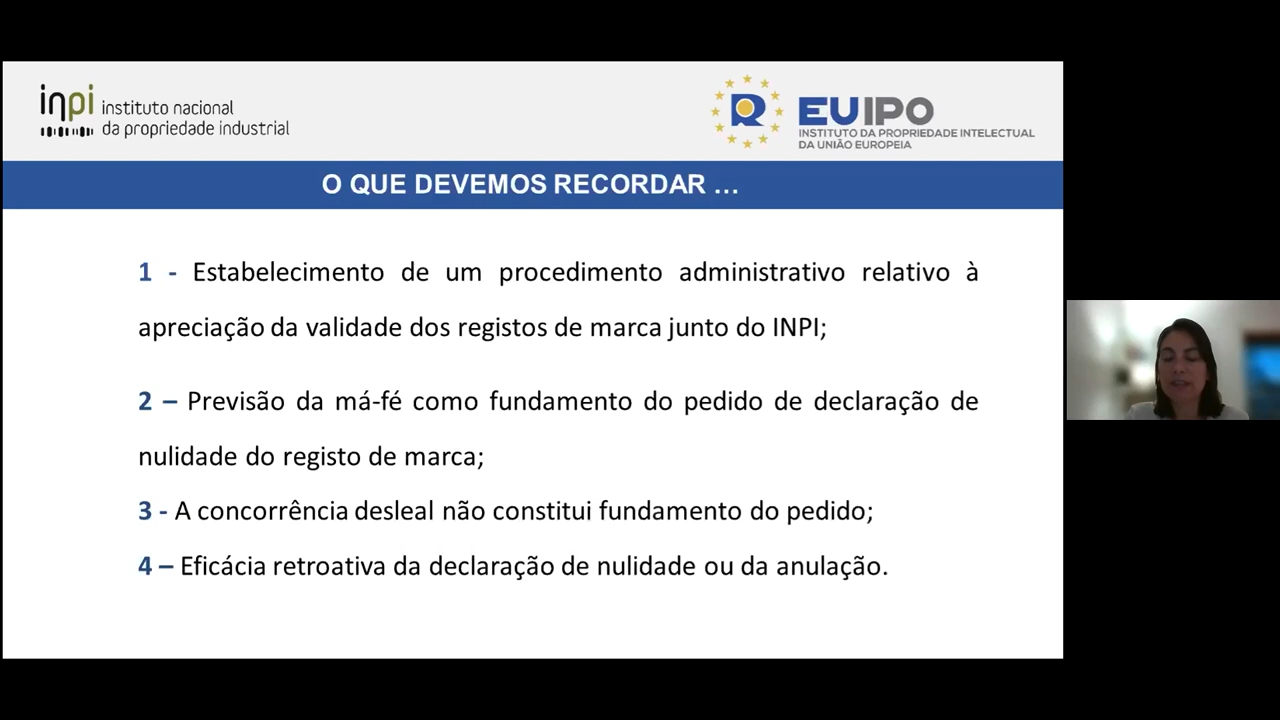 inpi instituto nacional
da propriedade industrial
EUIPO
INSTITUTO DA PROPRIEDADE INTELECTUAL
DA UNIÃO EUROPEIA
O QUE DEVEMOS RECORDAR ...
1 - Estabelecimento de um procedimento administrativo relativo à
apreciação da validade dos registos de marca junto do INPI;
2 – Previsão da má-fé como fundamento do pedido de declaração de
nulidade do registo de marca;
3 - A concorrência desleal não constitui fundamento do pedido;
4 – Eficácia retroativa da declaração de nulidade ou da anulação.